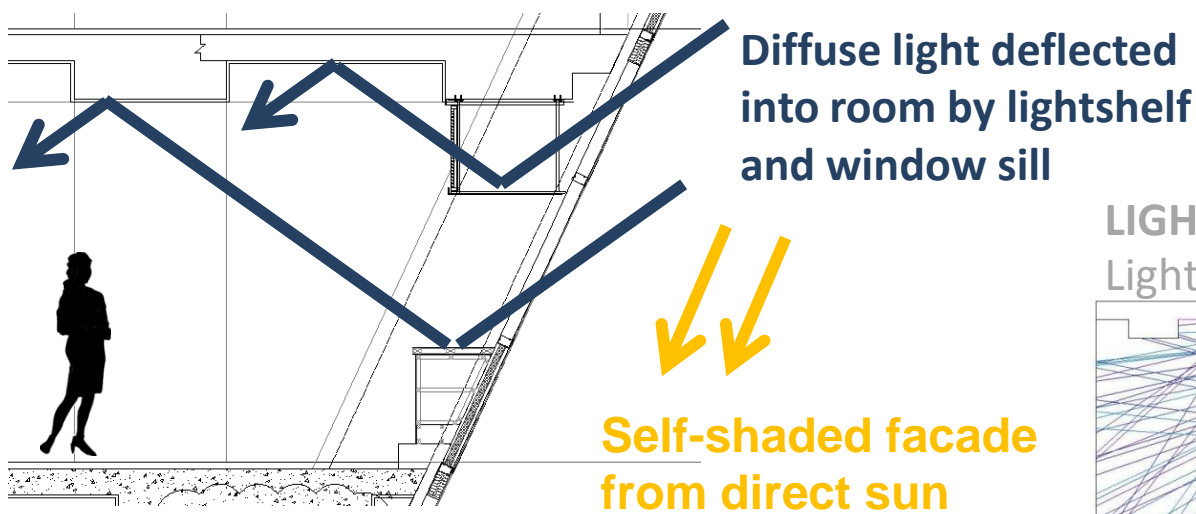 Diffuse light deflected
into room by lightshelf
and window sill
LIGH
Light
Self-shaded facade
from direct sun